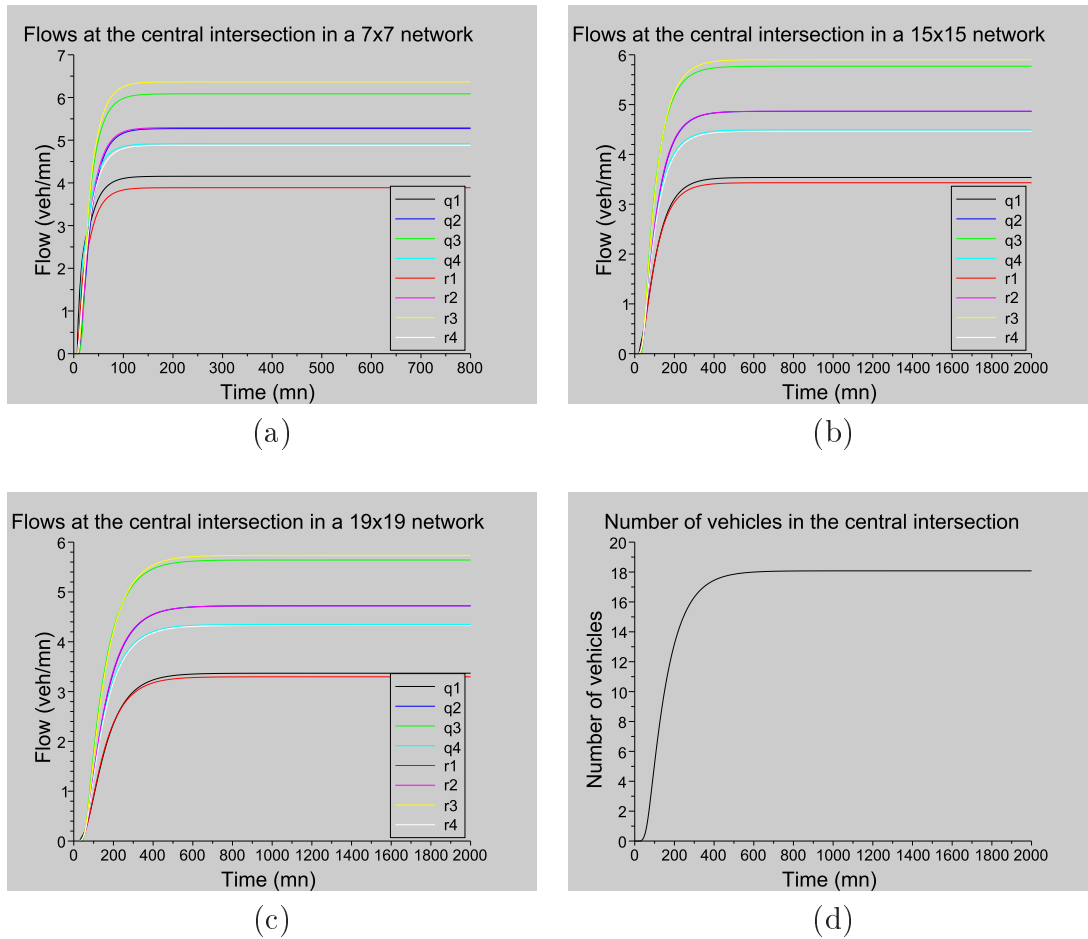 Flows at the central intersection in a 7x7 network
Flow (veh/mn)
7
6
5
4
3
2
1
0
q1
q2
q3
q4
r1
r2
r3
r4
0 100 200 300 400 500 600 700 800
Time (mn)
(a)
Flows at the central intersection in a 15x15 network
Flow (veh/mn)
6
5
4
3
2
1
0
q1
q2
q3
q4
r1
r2
r3
r4
0 200 400 600 800 1000 1200 1400 1600 1800 2000
Time (mn)
(b)
Flows at the central intersection in a 19x19 network
Flow (veh/mn)
6
5
4
3
2
1
0
q1
q2
q3
q4
r1
r2
r3
r4
0 200 400 600 800 1000 1200 1400 1600 1800 2000
Time (mn)
(c)
Number of vehicles in the central intersection
Number of vehicles
20
18
16
14
12
10
8
6
4
2
0
0 200 400 600 800 1000 1200 1400 1600 1800 2000
Time (mn)
(d)